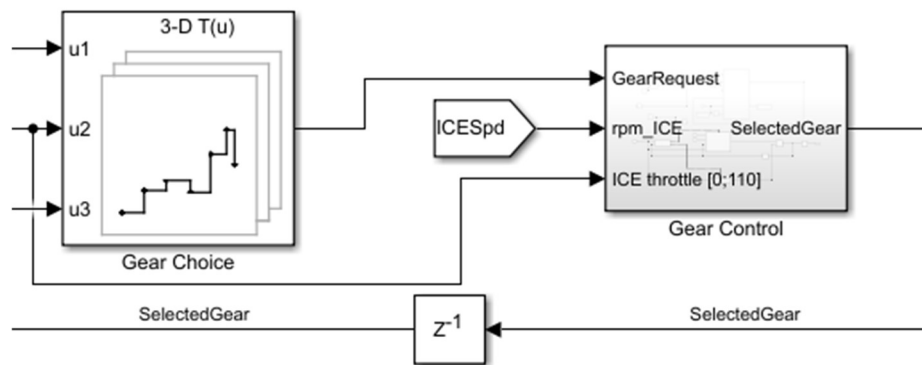 3-D T(u)
u1
u2
u3
Gear Choice
ICESpd
GearRequest
rpm_ICE
SelectedGear
ICE throttle [0;110]
Gear Control
SelectedGear
Z-1
SelectedGear